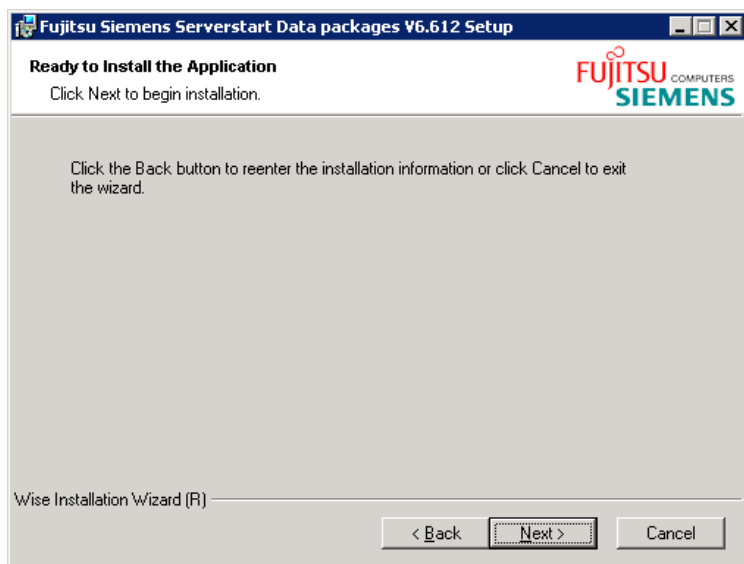 Fujitsu Siemens Serverstart Data packages V6.612 Setup
Ready to Install the Application
Click Next to begin installation.
FUJITSU COMPUTERS
SIEMENS
Click the Back button to reenter the installation information or click Cancel to exit
the wizard.
Wise Installation Wizard (R)
< Back
Next >
Cancel